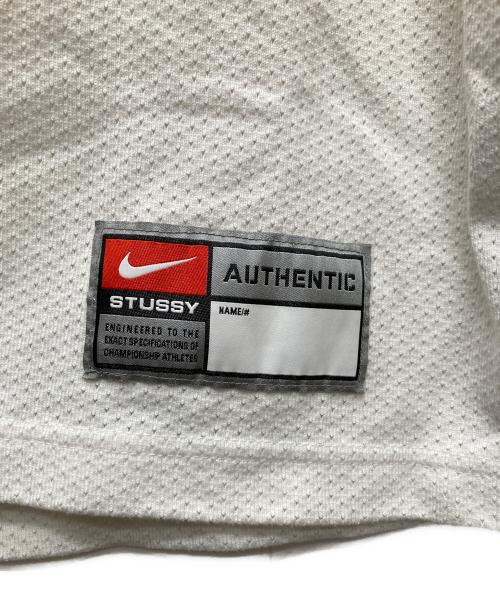 STUSSY
ENGINEERED TO THE
EXACT SPECIFICATIONS OF
CHAMPIONSHIP ATHLETES
AUTHENTIC
NAME/#